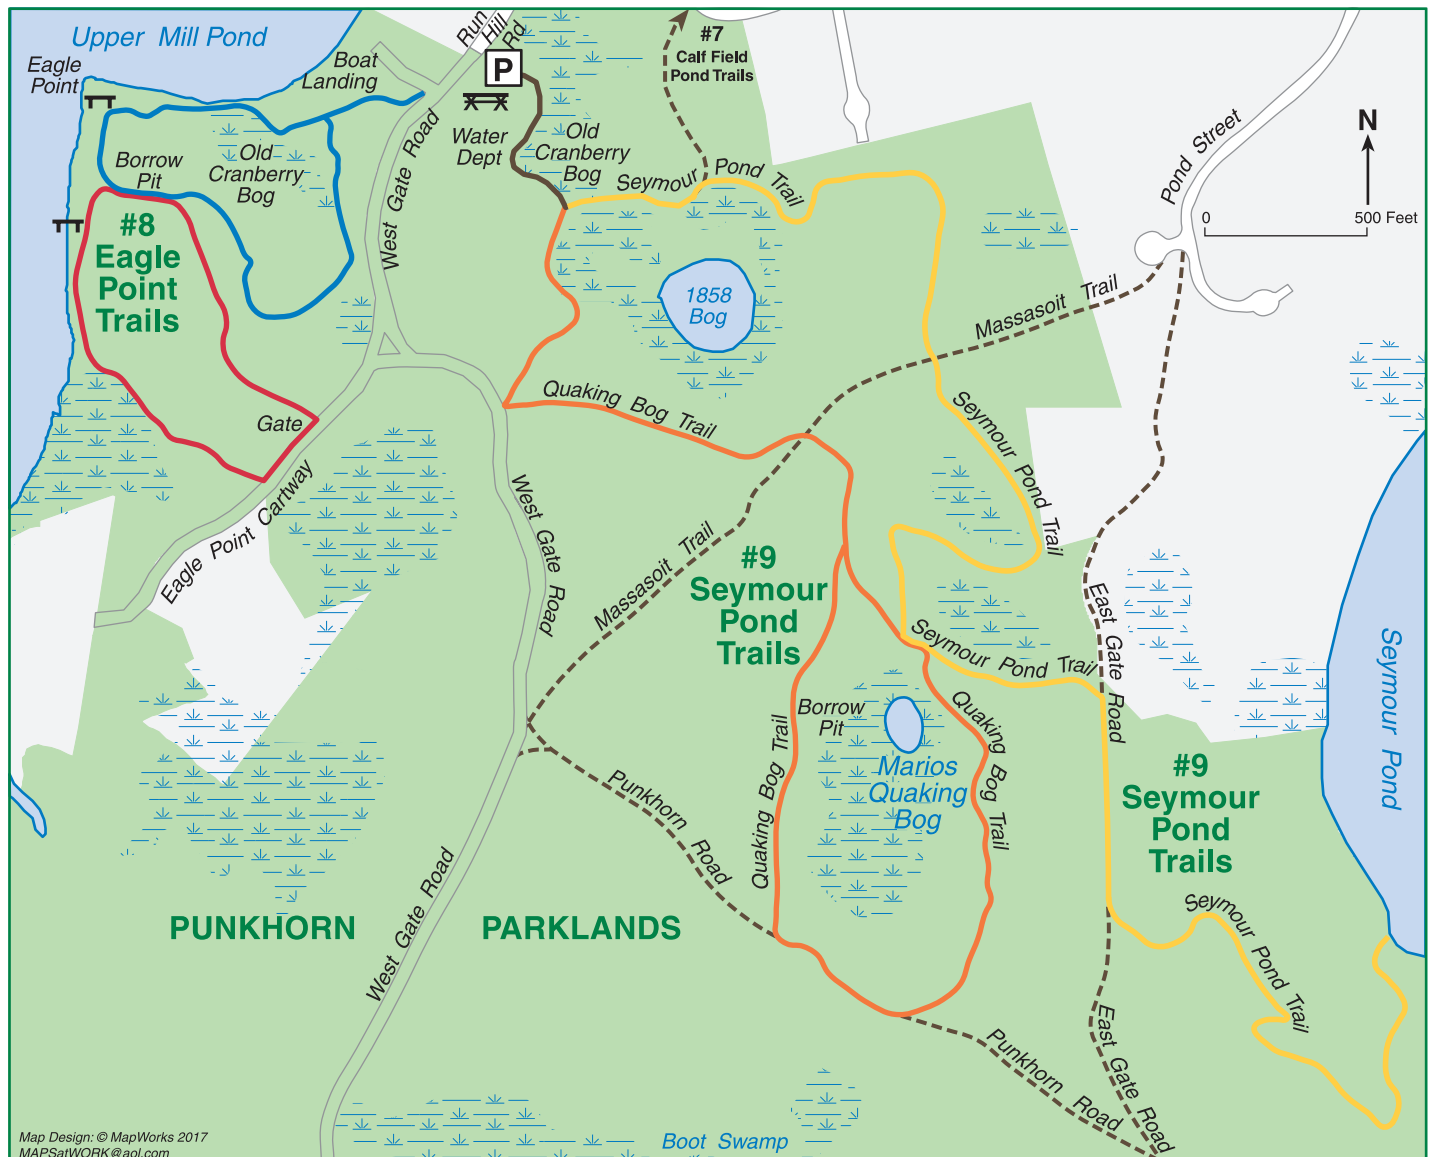 Upper Mill Pond
Eagle
Point
Boat
Landing
Run
Hill
Rd
P
Water
Dept
#7
Calf Field
Pond Trails
Old
Cranberry
Bog
Borrow
Pit
Old
Cranberry
Bog
#8
Eagle
Point
Trails
Gate
West Gate Road
Seymour Pond Trail
1858
Bog
Pond Street
N
0 500 Feet
Massasoit Trail
Quaking Bog Trail
Seymour Pond Trail
Eagle Point Cartway
West Gate Road
Massasoit Trail
#9
Seymour
Pond
Trails
East Gate Road
Seymour Pond Trail
Seymour Pond
Borrow
Pit
Quaking Bog Trail
Quaking Bog Trail
Marios
Quaking
Bog
Punkhorn Road
#9
Seymour
Pond
Trails
West Gate Road
PUNKHORN PARKLANDS
Seymour Pond Trail
Punkhorn Road
East Gate Road
Boot Swamp
Map Design: © MapWorks 2017
MAPSatWORK@aol.com